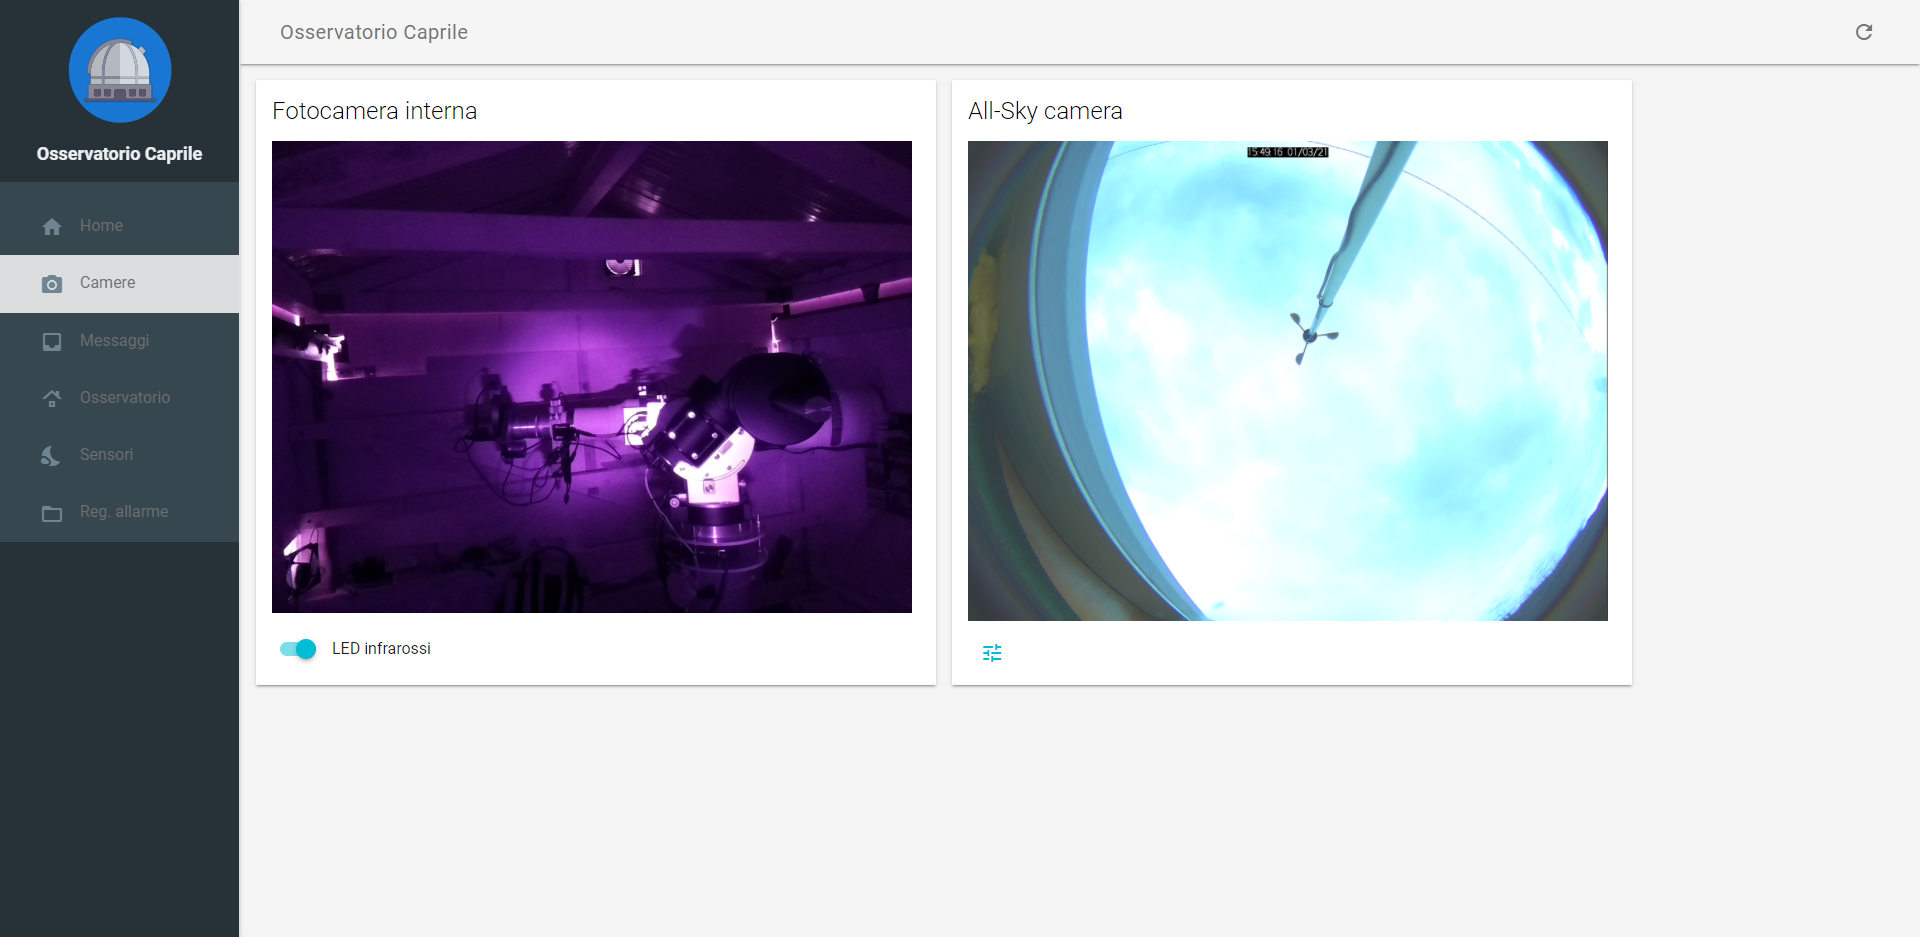 Osservatorio Caprile
Home
Camere
Messaggi
Osservatorio
Sensori
Reg. allarme
Osservatorio Caprile
Fotocamera interna
LED infrarossi
All-Sky camera
15:49:16 01/03/21